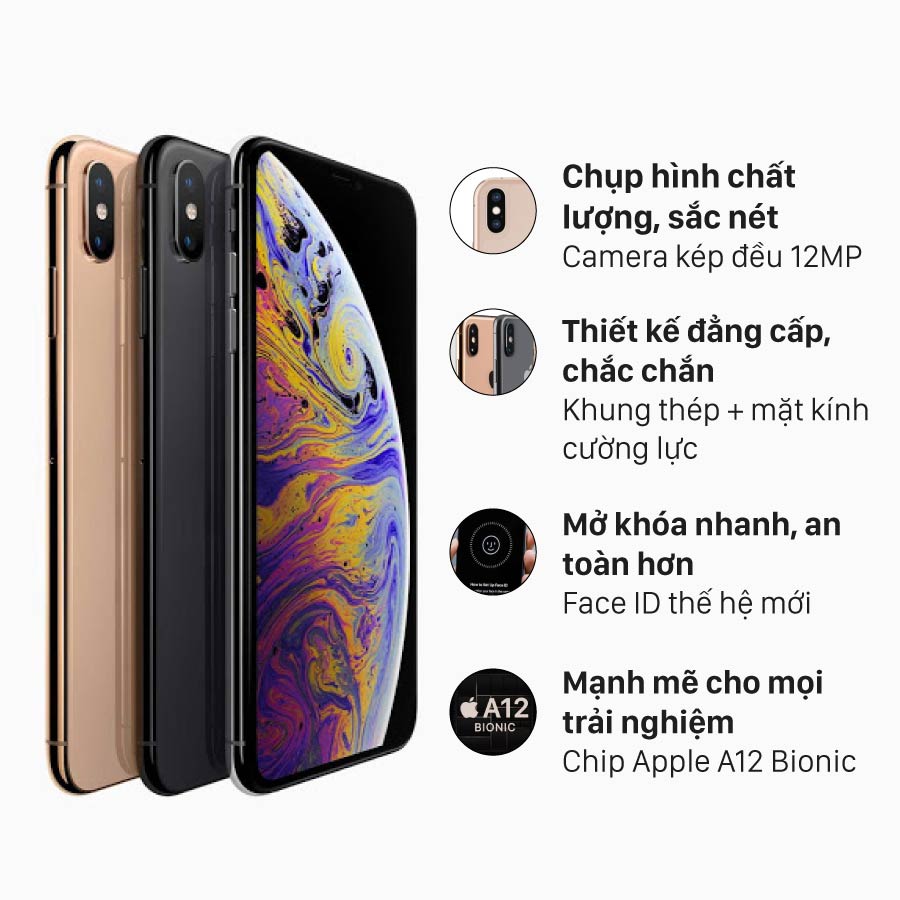 Chụp hình chất
lượng, sắc nét
Camera kép đều 12MP
Thiết kế đẳng cấp,
chắc chắn
Khung thép + mặt kính
cường lực
Mở khóa nhanh, an
toàn hơn
Face ID thế hệ mới
How to Set Up Face ID
A12
BIONIC
Mạnh mẽ cho mọi
trải nghiệm
Chip Apple A12 Bionic